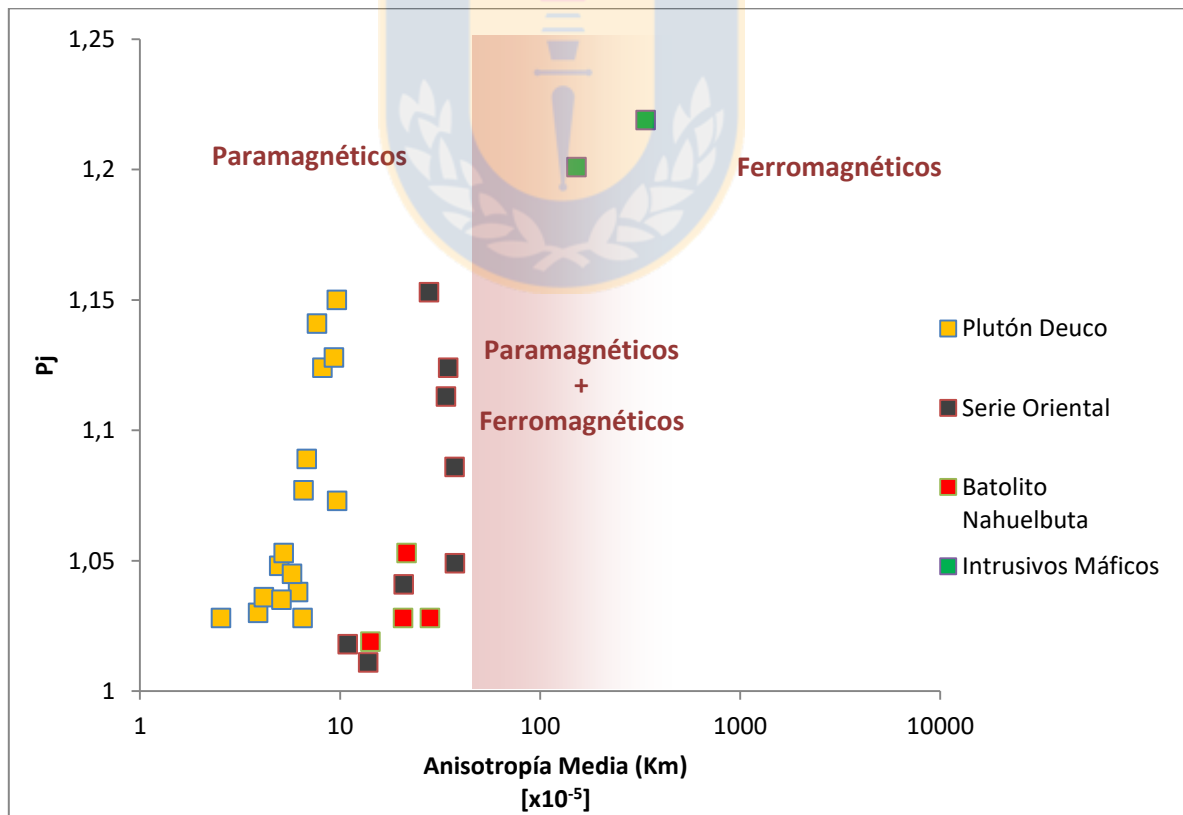 1,25
1,2
1,15
1,1
1,05
1
Pj
Paramagnéticos
Ferromagnéticos
Paramagnéticos
+
Ferromagnéticos
Plutón Deuco
Serie Oriental
Batolito
Nahuelbuta
Intrusivos Máficos
1 10 100 1000 10000
Anisotropía Media (Km)
[x10⁻⁵]